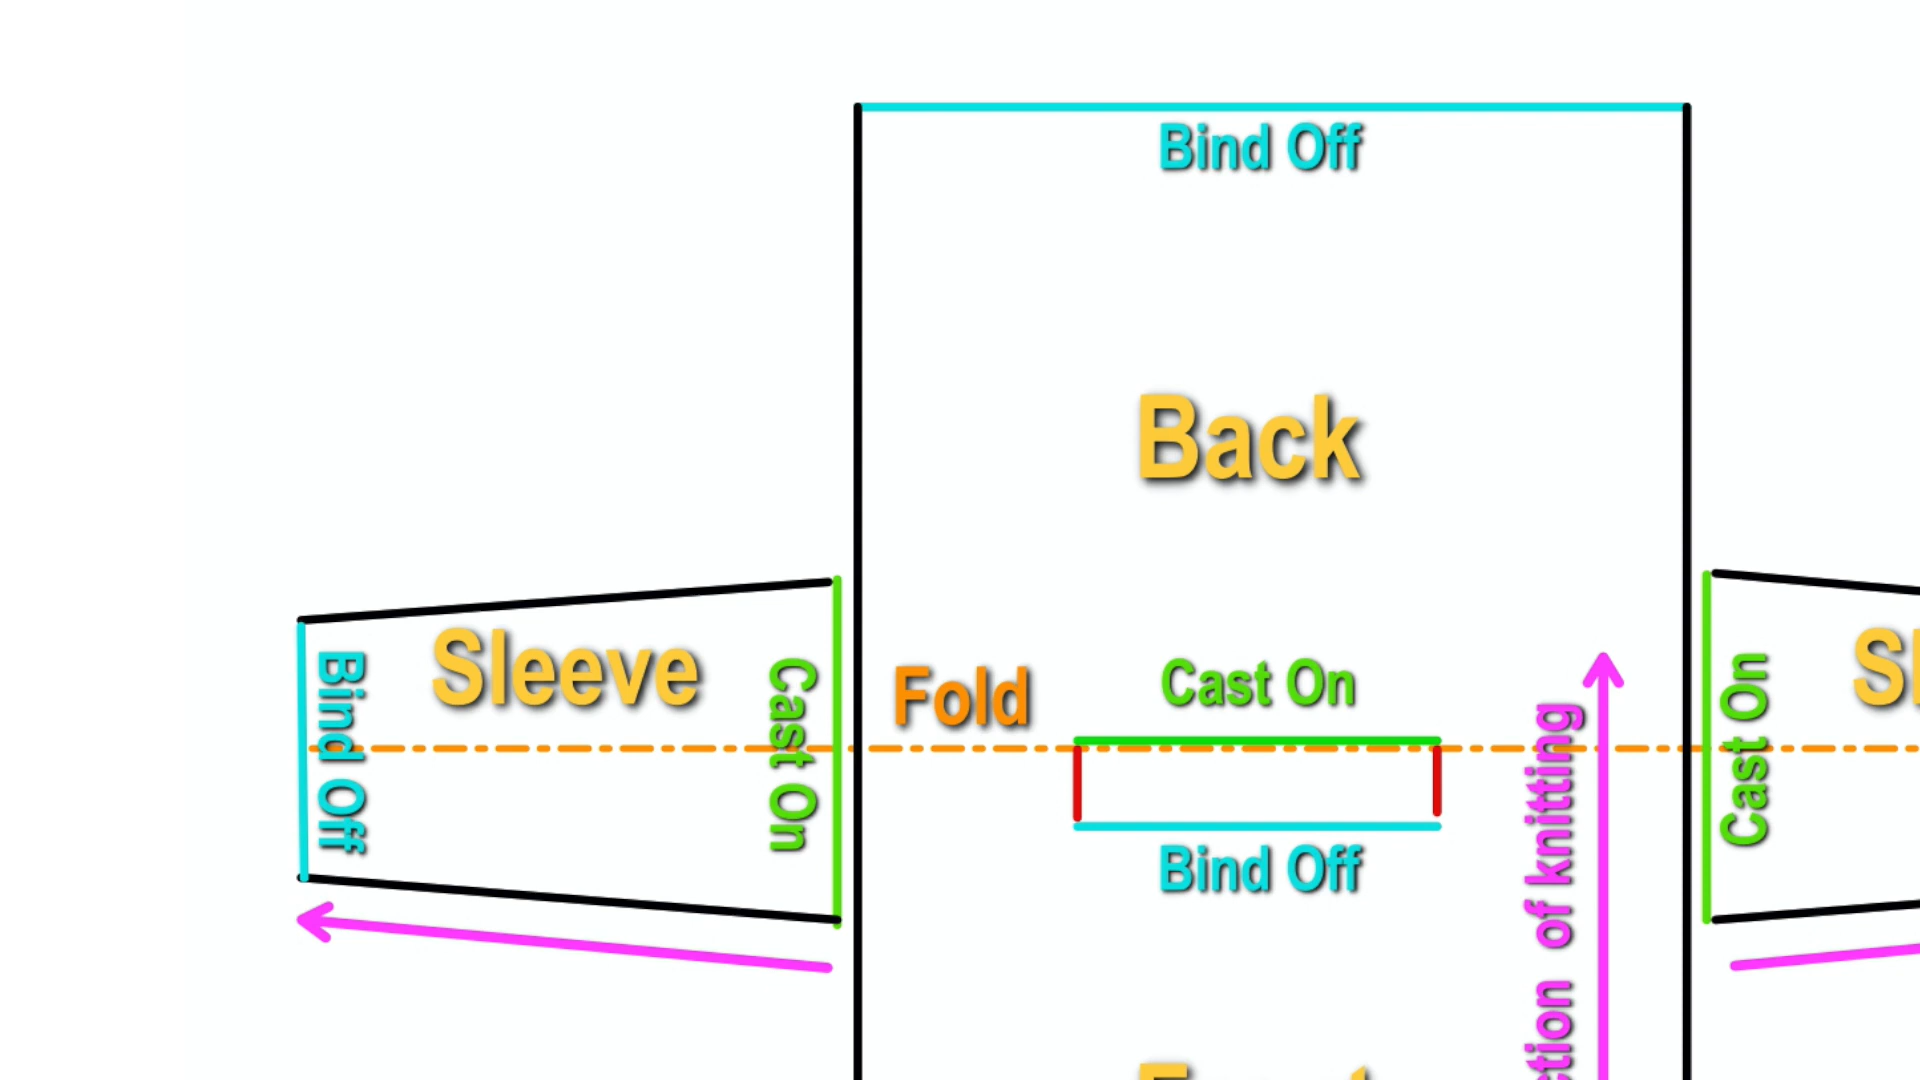 Bind Off
Back
Sleeve
Bind Off
Cast On
Fold
Cast On
Bind Off
of knitting
Cast On